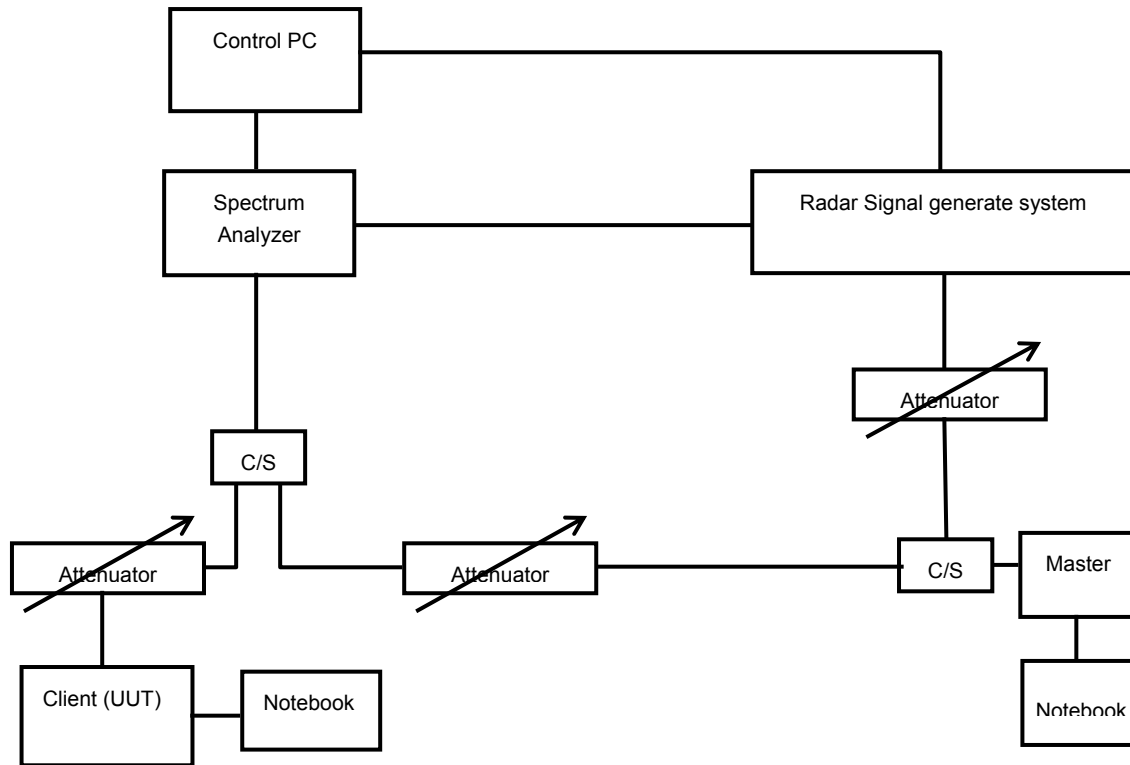 Control PC
Spectrum
Analyzer
Radar Signal generate system
Attenuator
C/S
Attenuator
Attenuator
C/S
Master
Client (UUT)
Notebook
Notebook